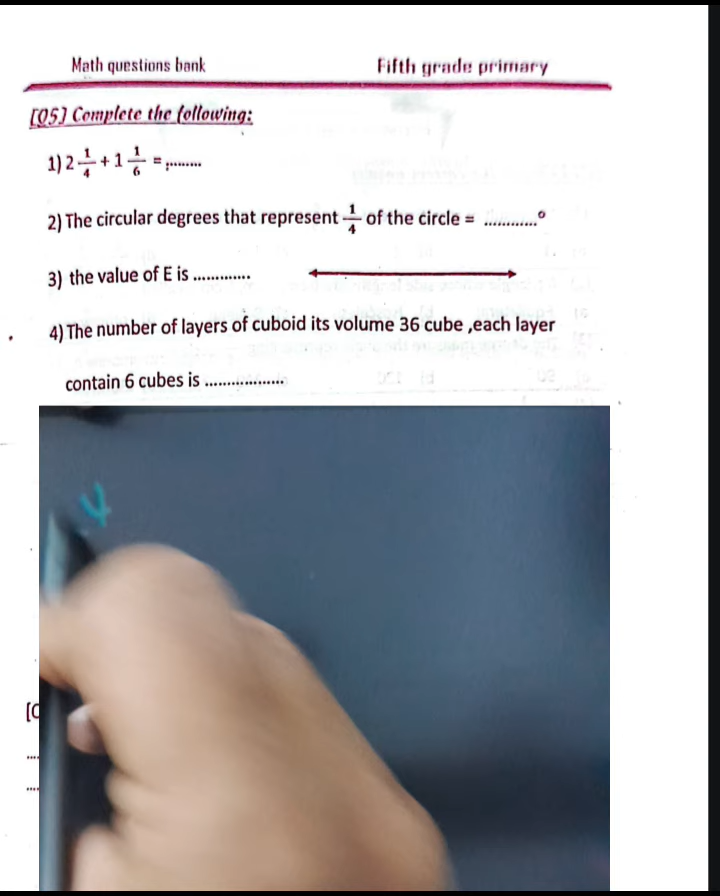 Math questions bank Fifth grade primary
[Q5] Complete the following:
1) 2 1/4 + 1 1/6 = ;........
2) The circular degrees that represent 1/4 of the circle = ............°
3) the value of E is .............
4) The number of layers of cuboid its volume 36 cube ,each layer
contain 6 cubes is ..................
4